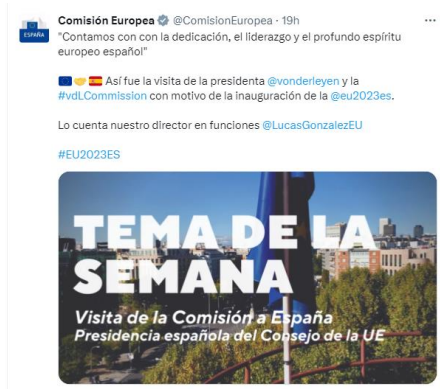 Comisión Europea @ComisionEuropea · 19h
ESPAÑA
"Contamos con con la dedicación, el liderazgo y el profundo espíritu
europeo español"
Así fue la visita de la presidenta @vonderleyen y la
#vdLCommission con motivo de la inauguración de la @eu2023es.
Lo cuenta nuestro director en funciones @LucasGonzalezEU
#EU2023ES
TEMA DE LA
SEMANA
Visita de la Comisión a España
Presidencia española del Consejo de la UE